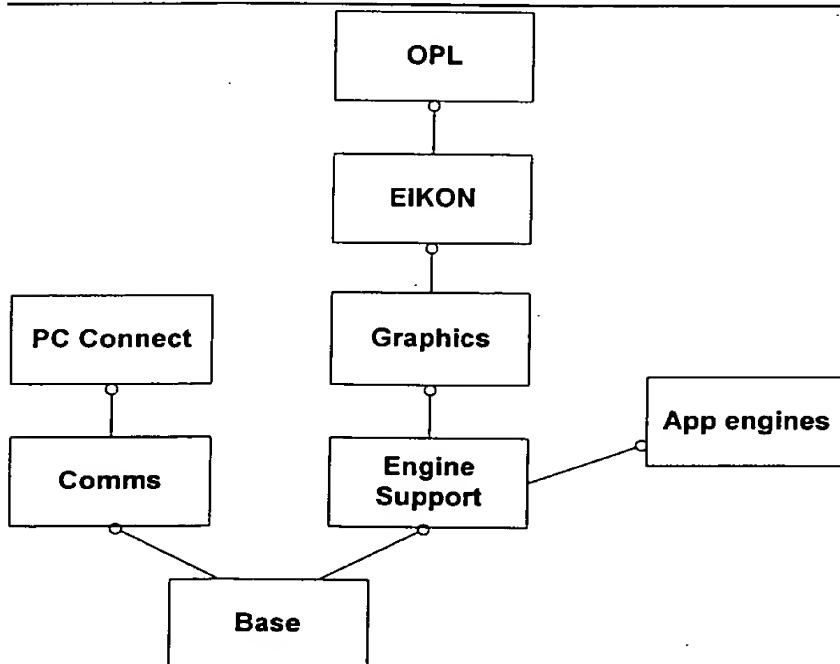 OPL
EIKON
Graphics
PC Connect
App engines
Comms
Engine
Support
Base